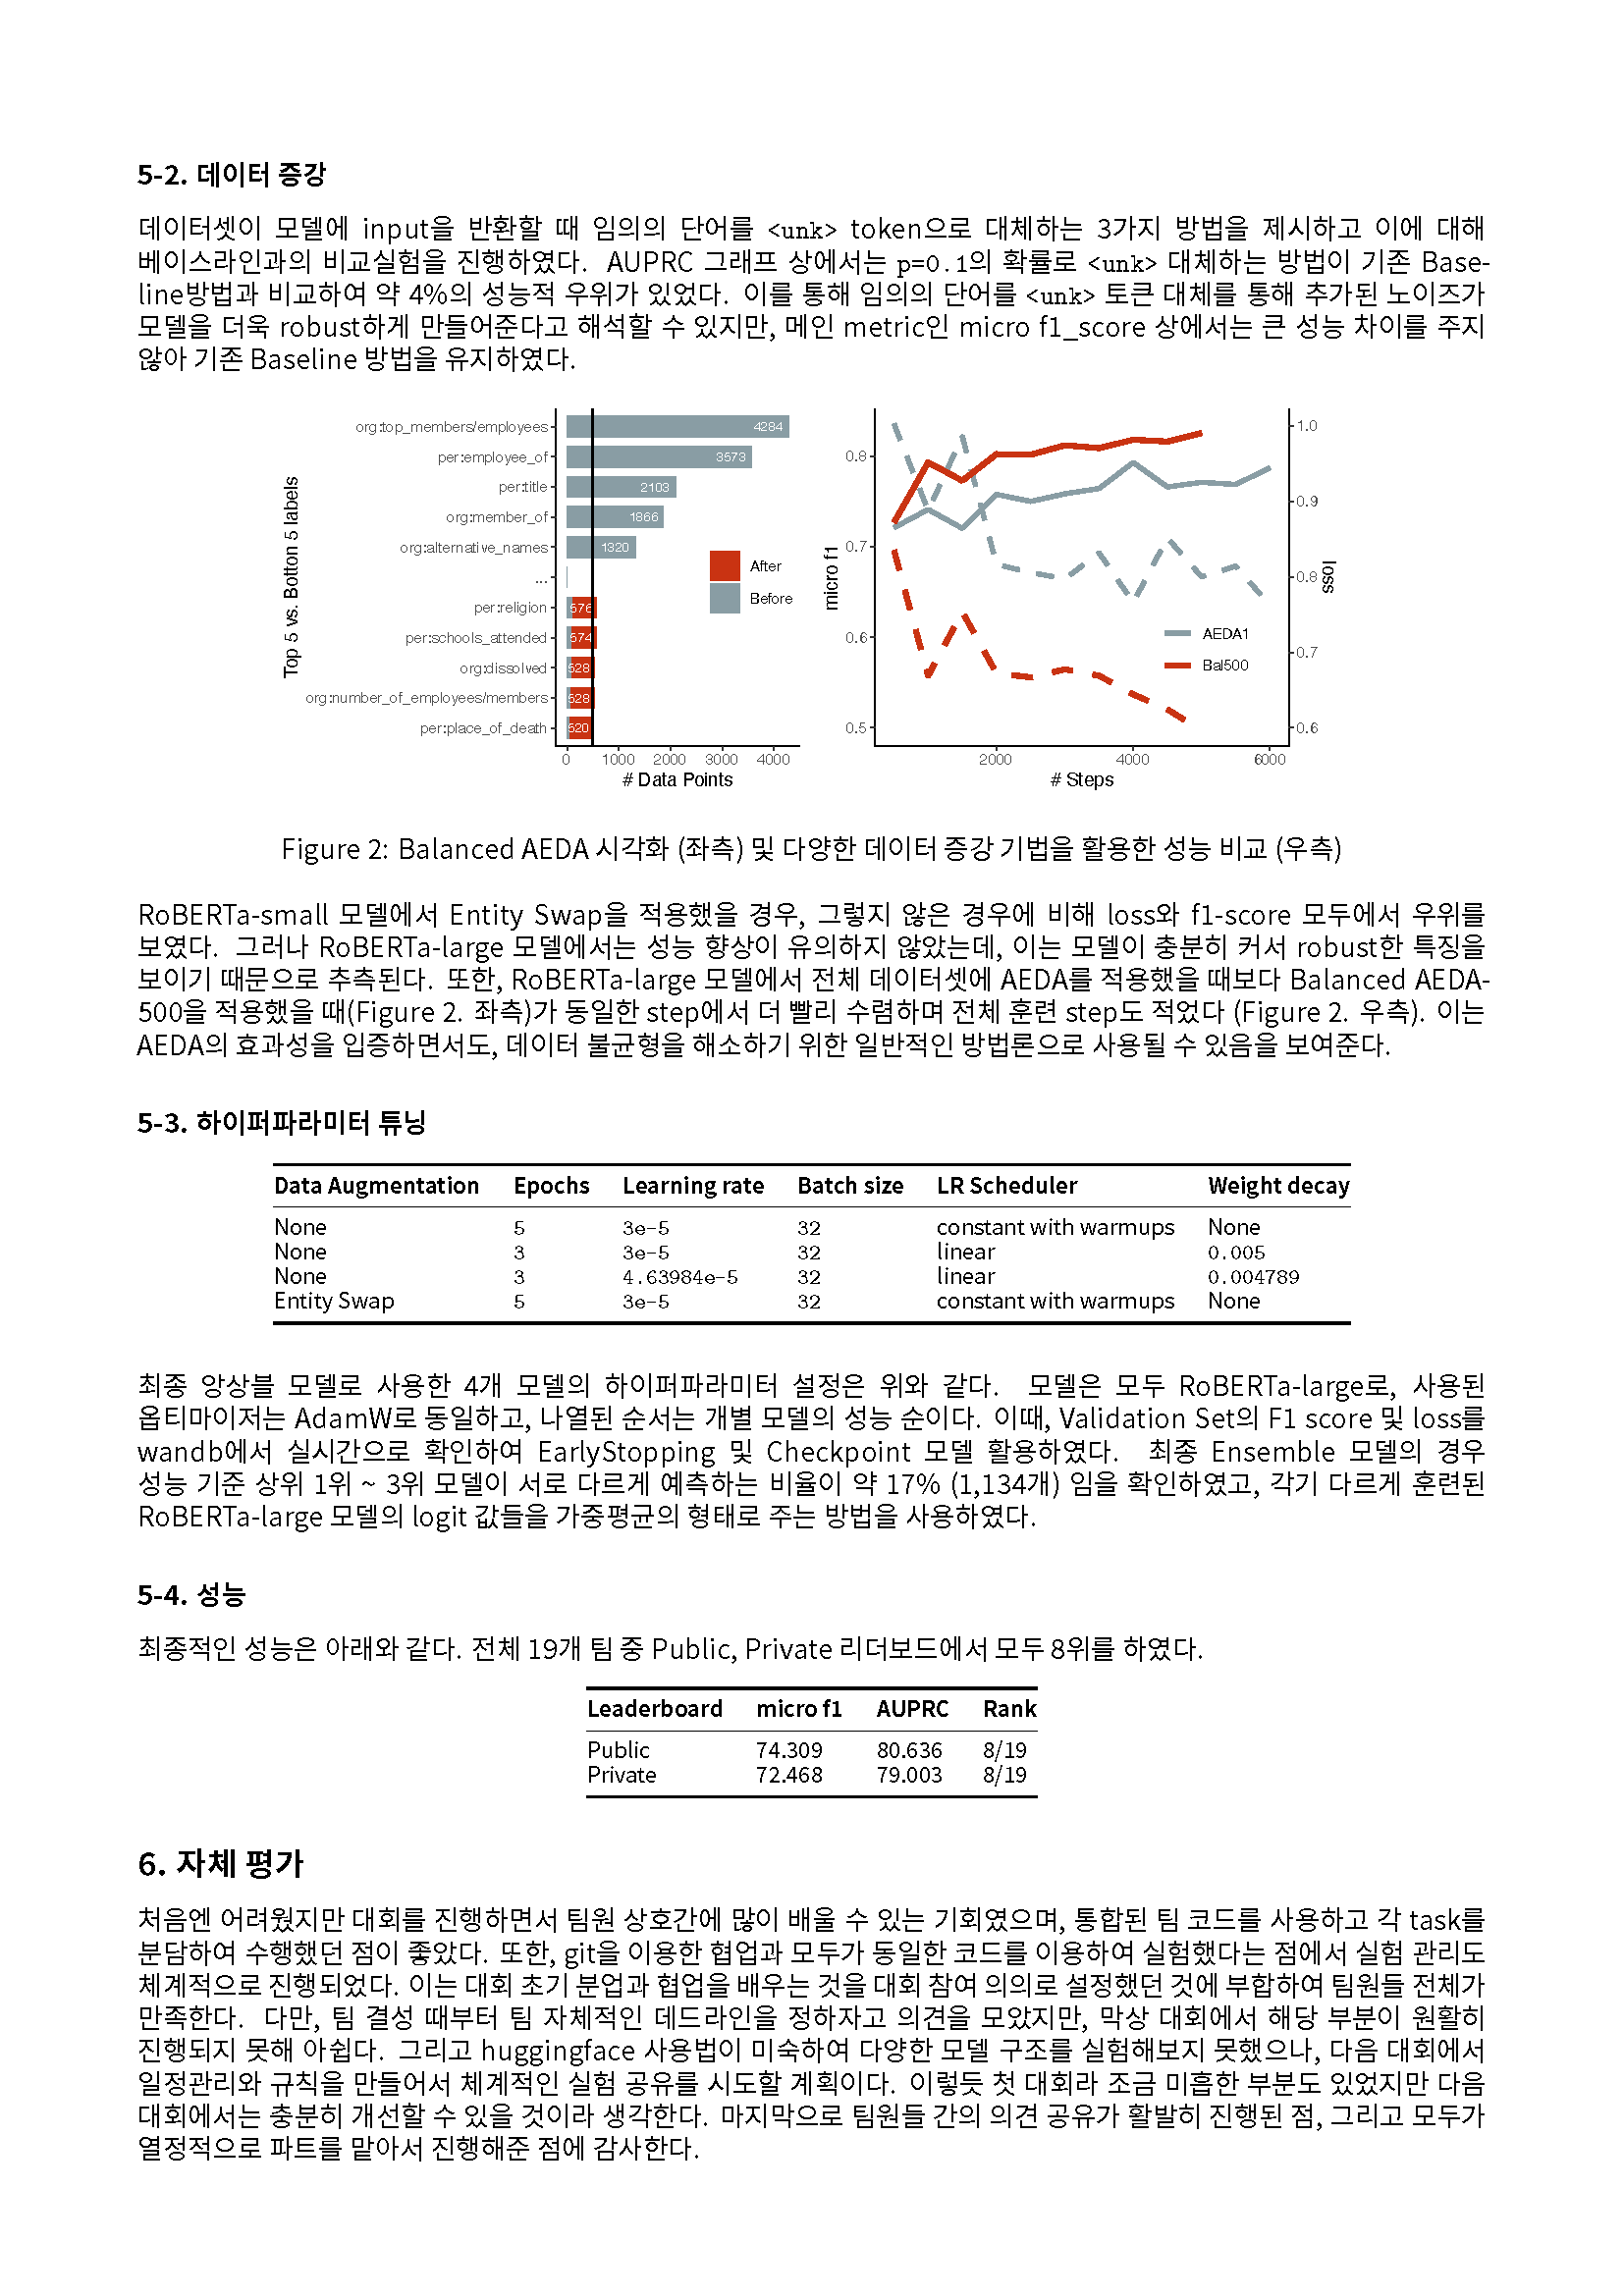 5-2. 데이터 증강
데이터셋이 모델에 input을 반환할 때 임의의 단어를 <unk> token으로 대체하는 3가지 방법을 제시하고 이에 대해
베이스라인과의 비교실험을 진행하였다. AUPRC 그래프 상에서는 p=0.1의 확률로 <unk> 대체하는 방법이 기존 Base-
line방법과 비교하여 약 4%의 성능적 우위가 있었다. 이를 통해 임의의 단어를 <unk> 토큰 대체를 통해 추가된 노이즈가
모델을 더욱 robust하게 만들어준다고 해석할 수 있지만, 메인 metric인 micro f1_score 상에서는 큰 성능 차이를 주지
않아 기존 Baseline 방법을 유지하였다.
Top 5 vs. Botton 5 labels
org:top_members/employees 4284
per:employee_of 3573
per:title 2103
org:member_of 1866
org:alternative_names 1320
...
per:religion 576
per:schools_attended 574
org:dissolved 528
org:number_of_employees/members 528
per:place_of_death 520
0 1000 2000 3000 4000
# Data Points
After
Before
micro f1
0.8
0.7
0.6
0.5
2000 4000 6000
# Steps
1.0
0.9
0.8
0.7
0.6
loss
AEDA1
Bal500
Figure 2: Balanced AEDA 시각화 (좌측) 및 다양한 데이터 증강 기법을 활용한 성능 비교 (우측)
RoBERTa-small 모델에서 Entity Swap을 적용했을 경우, 그렇지 않은 경우에 비해 loss와 f1-score 모두에서 우위를
보였다. 그러나 RoBERTa-large 모델에서는 성능 향상이 유의하지 않았는데, 이는 모델이 충분히 커서 robust한 특징을
보이기 때문으로 추측된다. 또한, RoBERTa-large 모델에서 전체 데이터셋에 AEDA를 적용했을 때보다 Balanced AEDA-
500을 적용했을 때(Figure 2. 좌측)가 동일한 step에서 더 빨리 수렴하며 전체 훈련 step도 적었다 (Figure 2. 우측). 이는
AEDA의 효과성을 입증하면서도, 데이터 불균형을 해소하기 위한 일반적인 방법론으로 사용될 수 있음을 보여준다.
5-3. 하이퍼파라미터 튜닝
Data Augmentation Epochs Learning rate Batch size LR Scheduler Weight decay
None 5 3e-5 32 constant with warmups None
None 3 3e-5 32 linear 0.005
None 3 4.63984e-5 32 linear 0.004789
Entity Swap 5 3e-5 32 constant with warmups None
최종 앙상블 모델로 사용한 4개 모델의 하이퍼파라미터 설정은 위와 같다. 모델은 모두 RoBERTa-large로, 사용된
옵티마이저는 AdamW로 동일하고, 나열된 순서는 개별 모델의 성능 순이다. 이때, Validation Set의 F1 score 및 loss를
wandb에서 실시간으로 확인하여 EarlyStopping 및 Checkpoint 모델 활용하였다. 최종 Ensemble 모델의 경우
성능 기준 상위 1위 ~ 3위 모델이 서로 다르게 예측하는 비율이 약 17% (1,134개) 임을 확인하였고, 각기 다르게 훈련된
RoBERTa-large 모델의 logit 값들을 가중평균의 형태로 주는 방법을 사용하였다.
5-4. 성능
최종적인 성능은 아래와 같다. 전체 19개 팀 중 Public, Private 리더보드에서 모두 8위를 하였다.
Leaderboard micro f1 AUPRC Rank
Public 74.309 80.636 8/19
Private 72.468 79.003 8/19
6. 자체 평가
처음엔 어려웠지만 대회를 진행하면서 팀원 상호간에 많이 배울 수 있는 기회였으며, 통합된 팀 코드를 사용하고 각 task를
분담하여 수행했던 점이 좋았다. 또한, git을 이용한 협업과 모두가 동일한 코드를 이용하여 실험했다는 점에서 실험 관리도
체계적으로 진행되었다. 이는 대회 초기 분업과 협업을 배우는 것을 대회 참여 의의로 설정했던 것에 부합하여 팀원들 전체가
만족한다. 다만, 팀 결성 때부터 팀 자체적인 데드라인을 정하자고 의견을 모았지만, 막상 대회에서 해당 부분이 원활히
진행되지 못해 아쉽다. 그리고 huggingface 사용법이 미숙하여 다양한 모델 구조를 실험해보지 못했으나, 다음 대회에서
일정관리와 규칙을 만들어서 체계적인 실험 공유를 시도할 계획이다. 이렇듯 첫 대회라 조금 미흡한 부분도 있었지만 다음
대회에서는 충분히 개선할 수 있을 것이라 생각한다. 마지막으로 팀원들 간의 의견 공유가 활발히 진행된 점, 그리고 모두가
열정적으로 파트를 맡아서 진행해준 점에 감사한다.